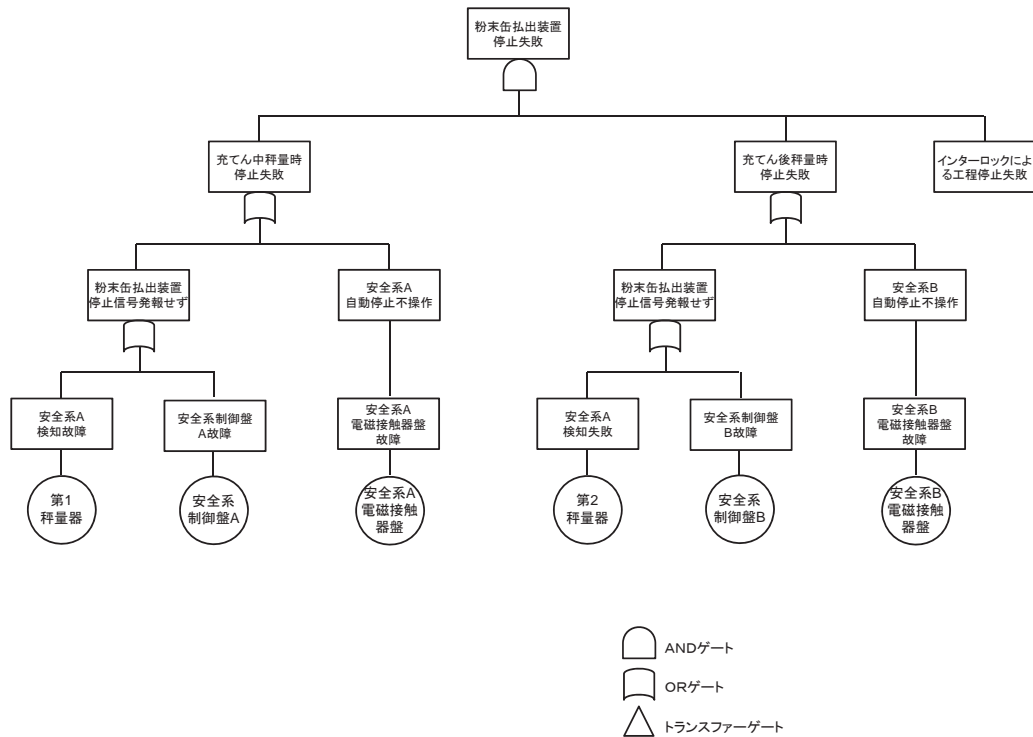 粉末缶払出装置
停止失敗
充てん中秤量時
停止失敗
充てん後秤量時
停止失敗
インターロックによ
る工程停止失敗
粉末缶払出装置
停止信号発報せず
安全系A
自動停止不操作
粉末缶払出装置
停止信号発報せず
安全系B
自動停止不操作
安全系A
検知故障
安全系制御盤
A故障
安全系A
電磁接触器盤
故障
安全系A
検知失敗
安全系制御盤
B故障
安全系B
電磁接触器盤
故障
第1
秤量器
安全系
制御盤A
安全系A
電磁接触
器盤
第2
秤量器
安全系
制御盤B
安全系B
電磁接触
器盤
ANDゲート
ORゲート
トランスファーゲート